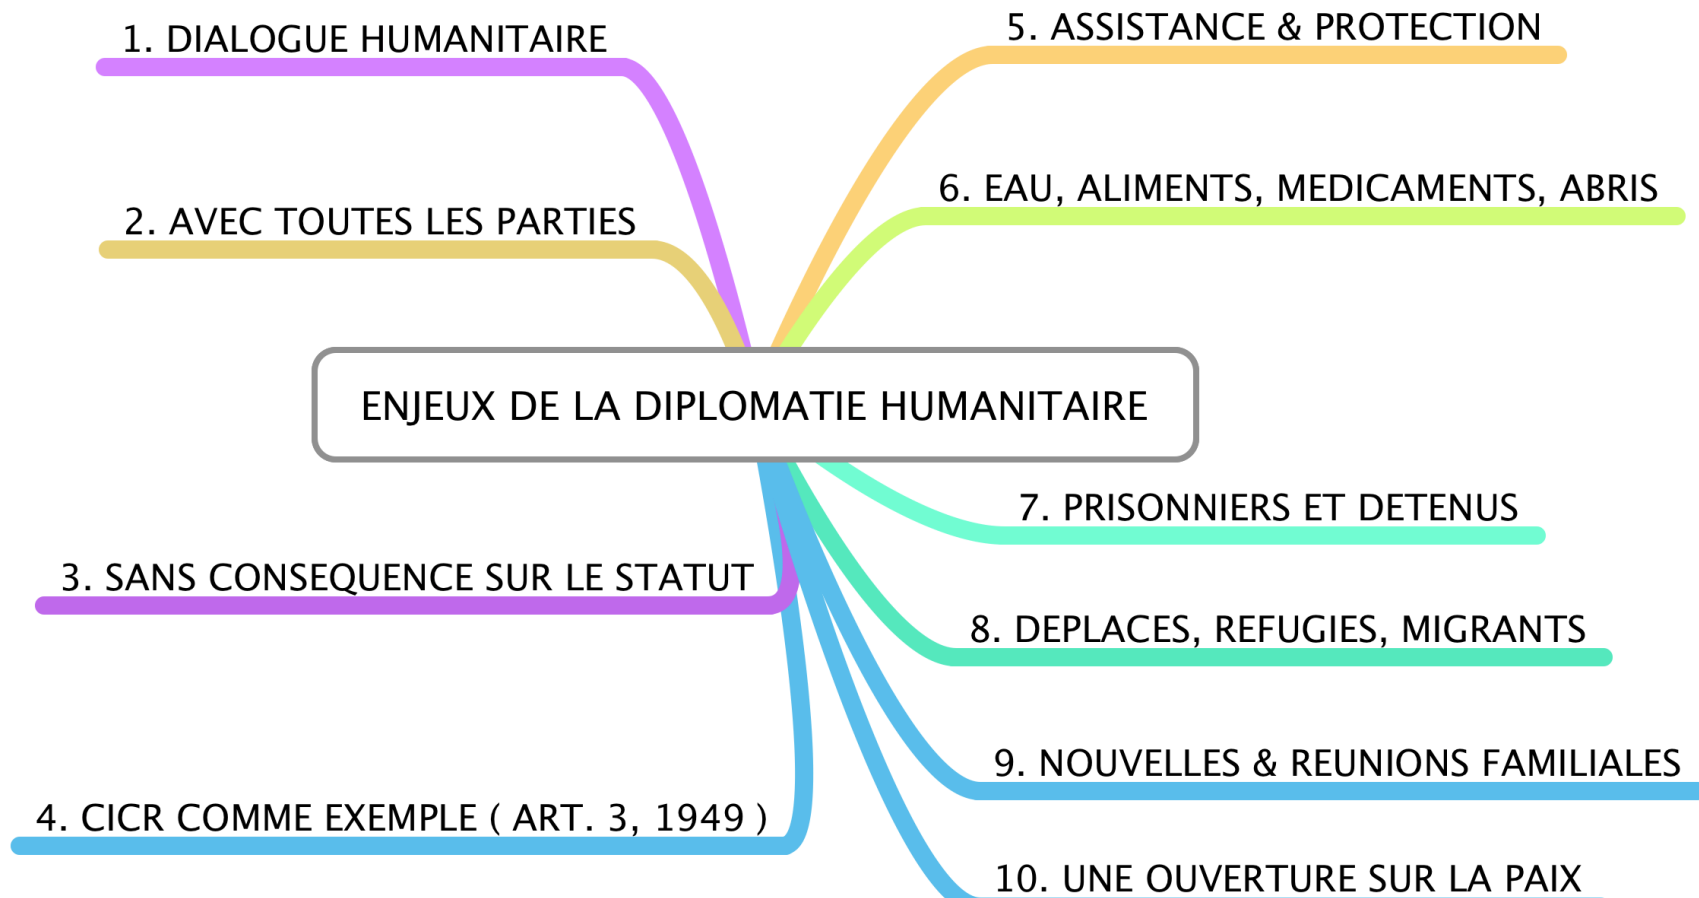 1. DIALOGUE HUMANITAIRE
2. AVEC TOUTES LES PARTIES
ENJEUX DE LA DIPLOMATIE HUMANITAIRE
3. SANS CONSEQUENCE SUR LE STATUT
4. CICR COMME EXEMPLE ( ART. 3, 1949 )
5. ASSISTANCE & PROTECTION
6. EAU, ALIMENTS, MEDICAMENTS, ABRIS
7. PRISONNIERS ET DETENUS
8. DEPLACES, REFUGIES, MIGRANTS
9. NOUVELLES & REUNIONS FAMILIALES
10. UNE OUVERTURE SUR LA PAIX